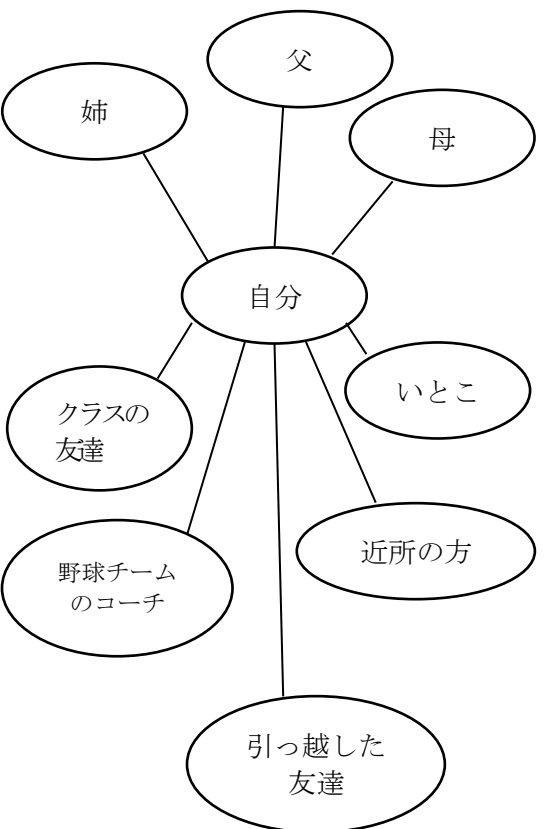 父
姉
母
自分
いとこ
クラスの
友達
近所の方
野球チーム
のコーチ
引っ越した
友達